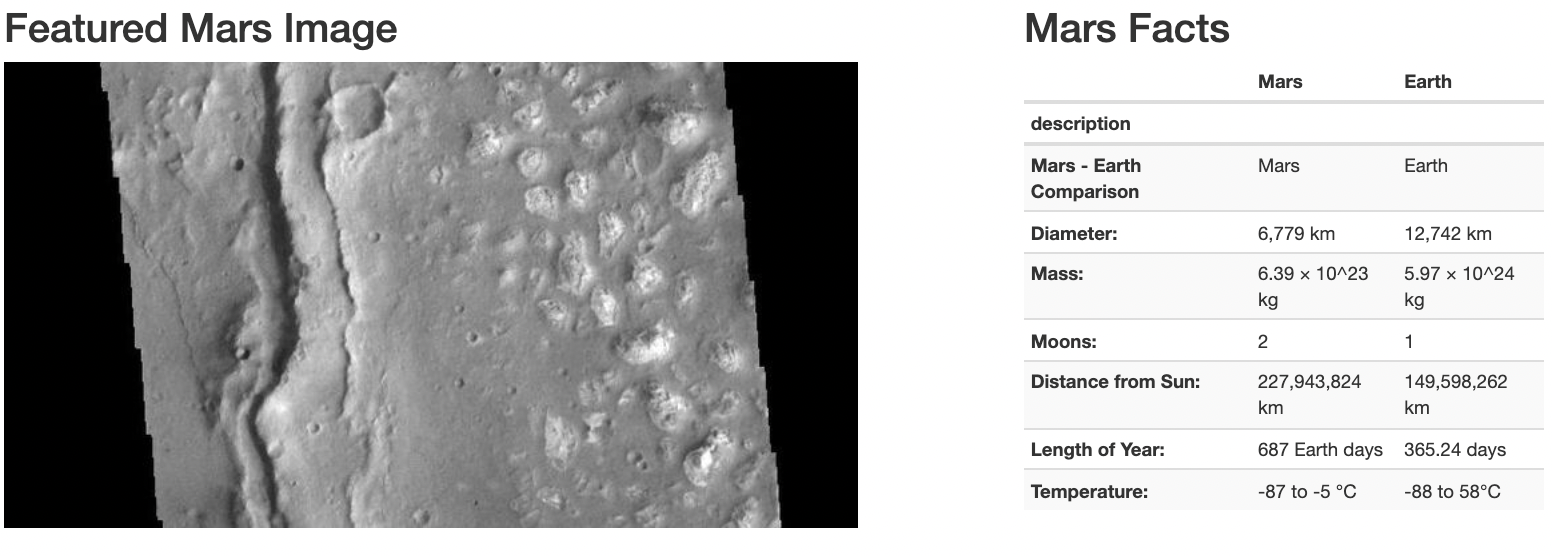 Featured Mars Image
Mars Facts
Mars Earth
description
Mars - Earth Mars Earth
Comparison
Diameter: 6,779 km 12,742 km
Mass: 6.39 × 10^23 5.97 × 10^24
kg kg
Moons: 2 1
Distance from Sun: 227,943,824 149,598,262
km km
Length of Year: 687 Earth days 365.24 days
Temperature: -87 to -5 °C -88 to 58°C